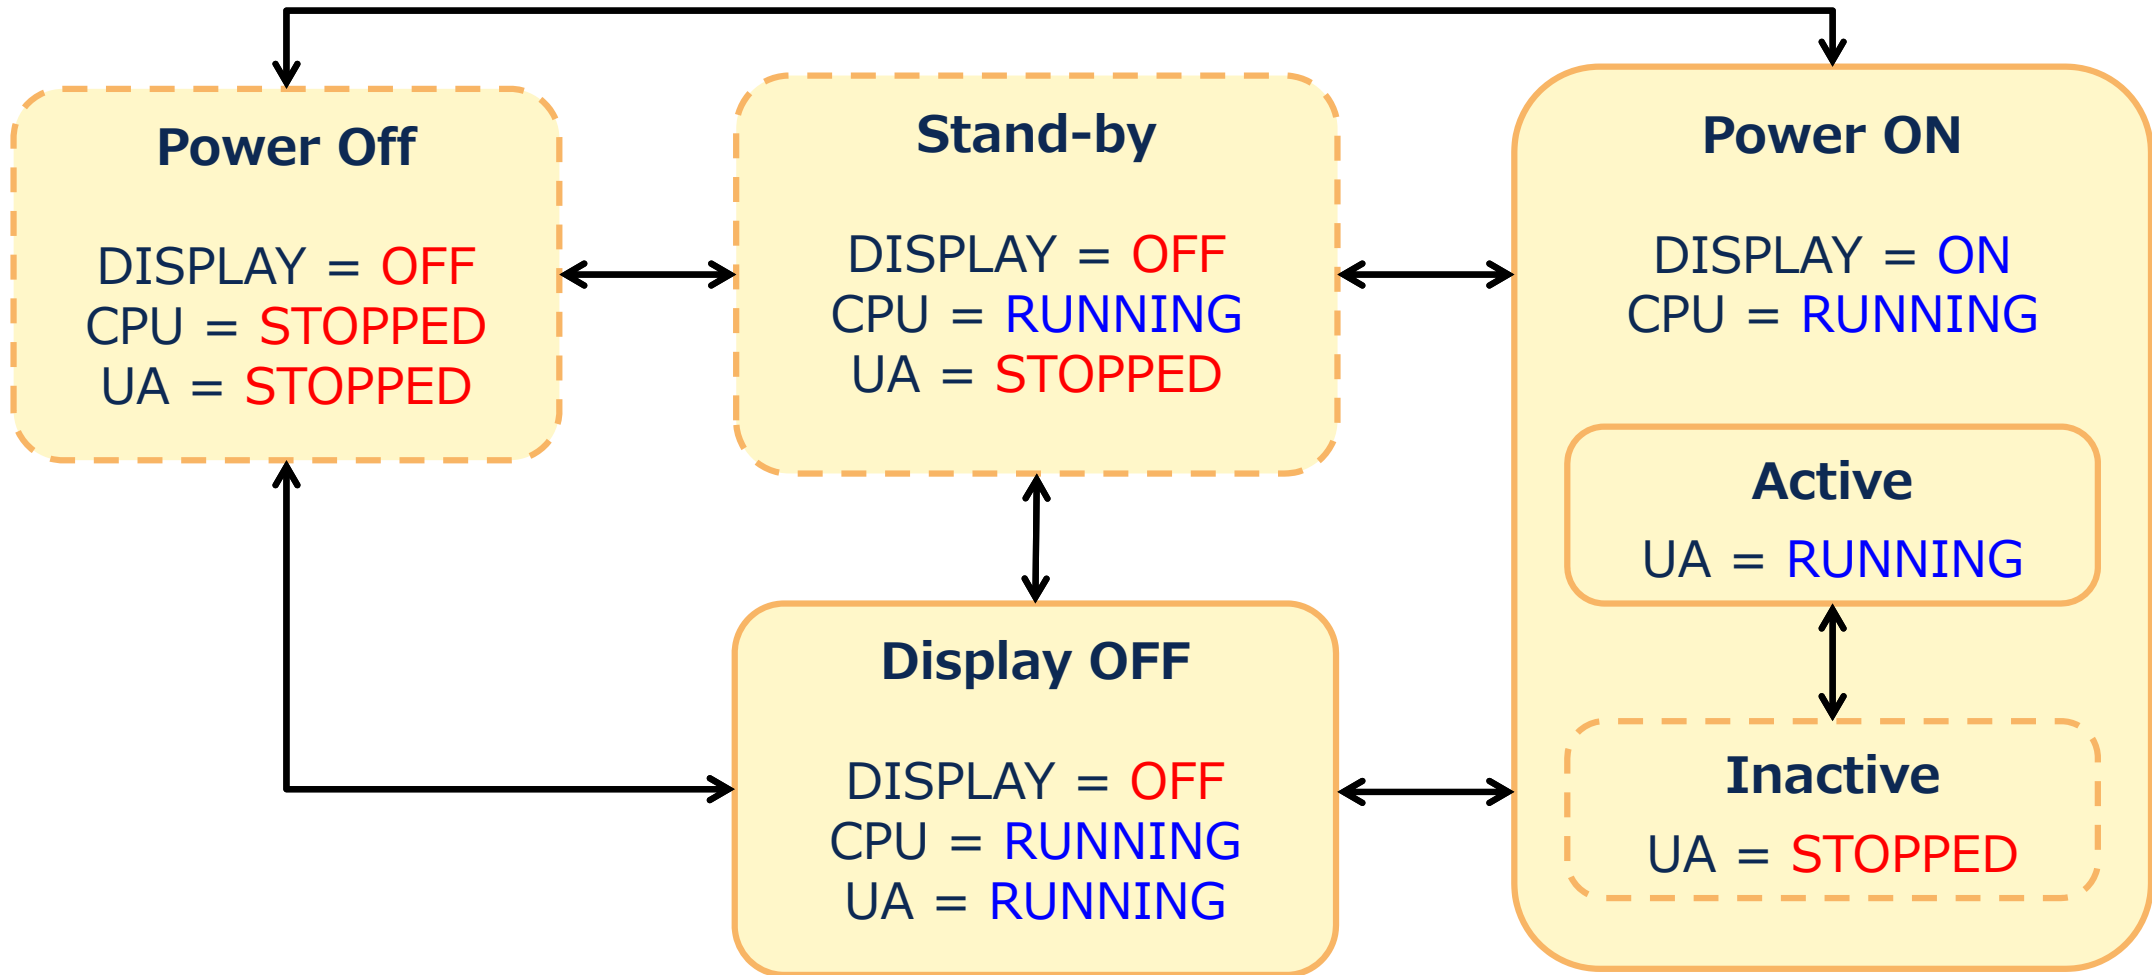 Power Off
DISPLAY = OFF
CPU = STOPPED
UA = STOPPED
Stand-by
DISPLAY = OFF
CPU = RUNNING
UA = STOPPED
Power ON
DISPLAY = ON
CPU = RUNNING
Active
UA = RUNNING
Inactive
UA = STOPPED
Display OFF
DISPLAY = OFF
CPU = RUNNING
UA = RUNNING